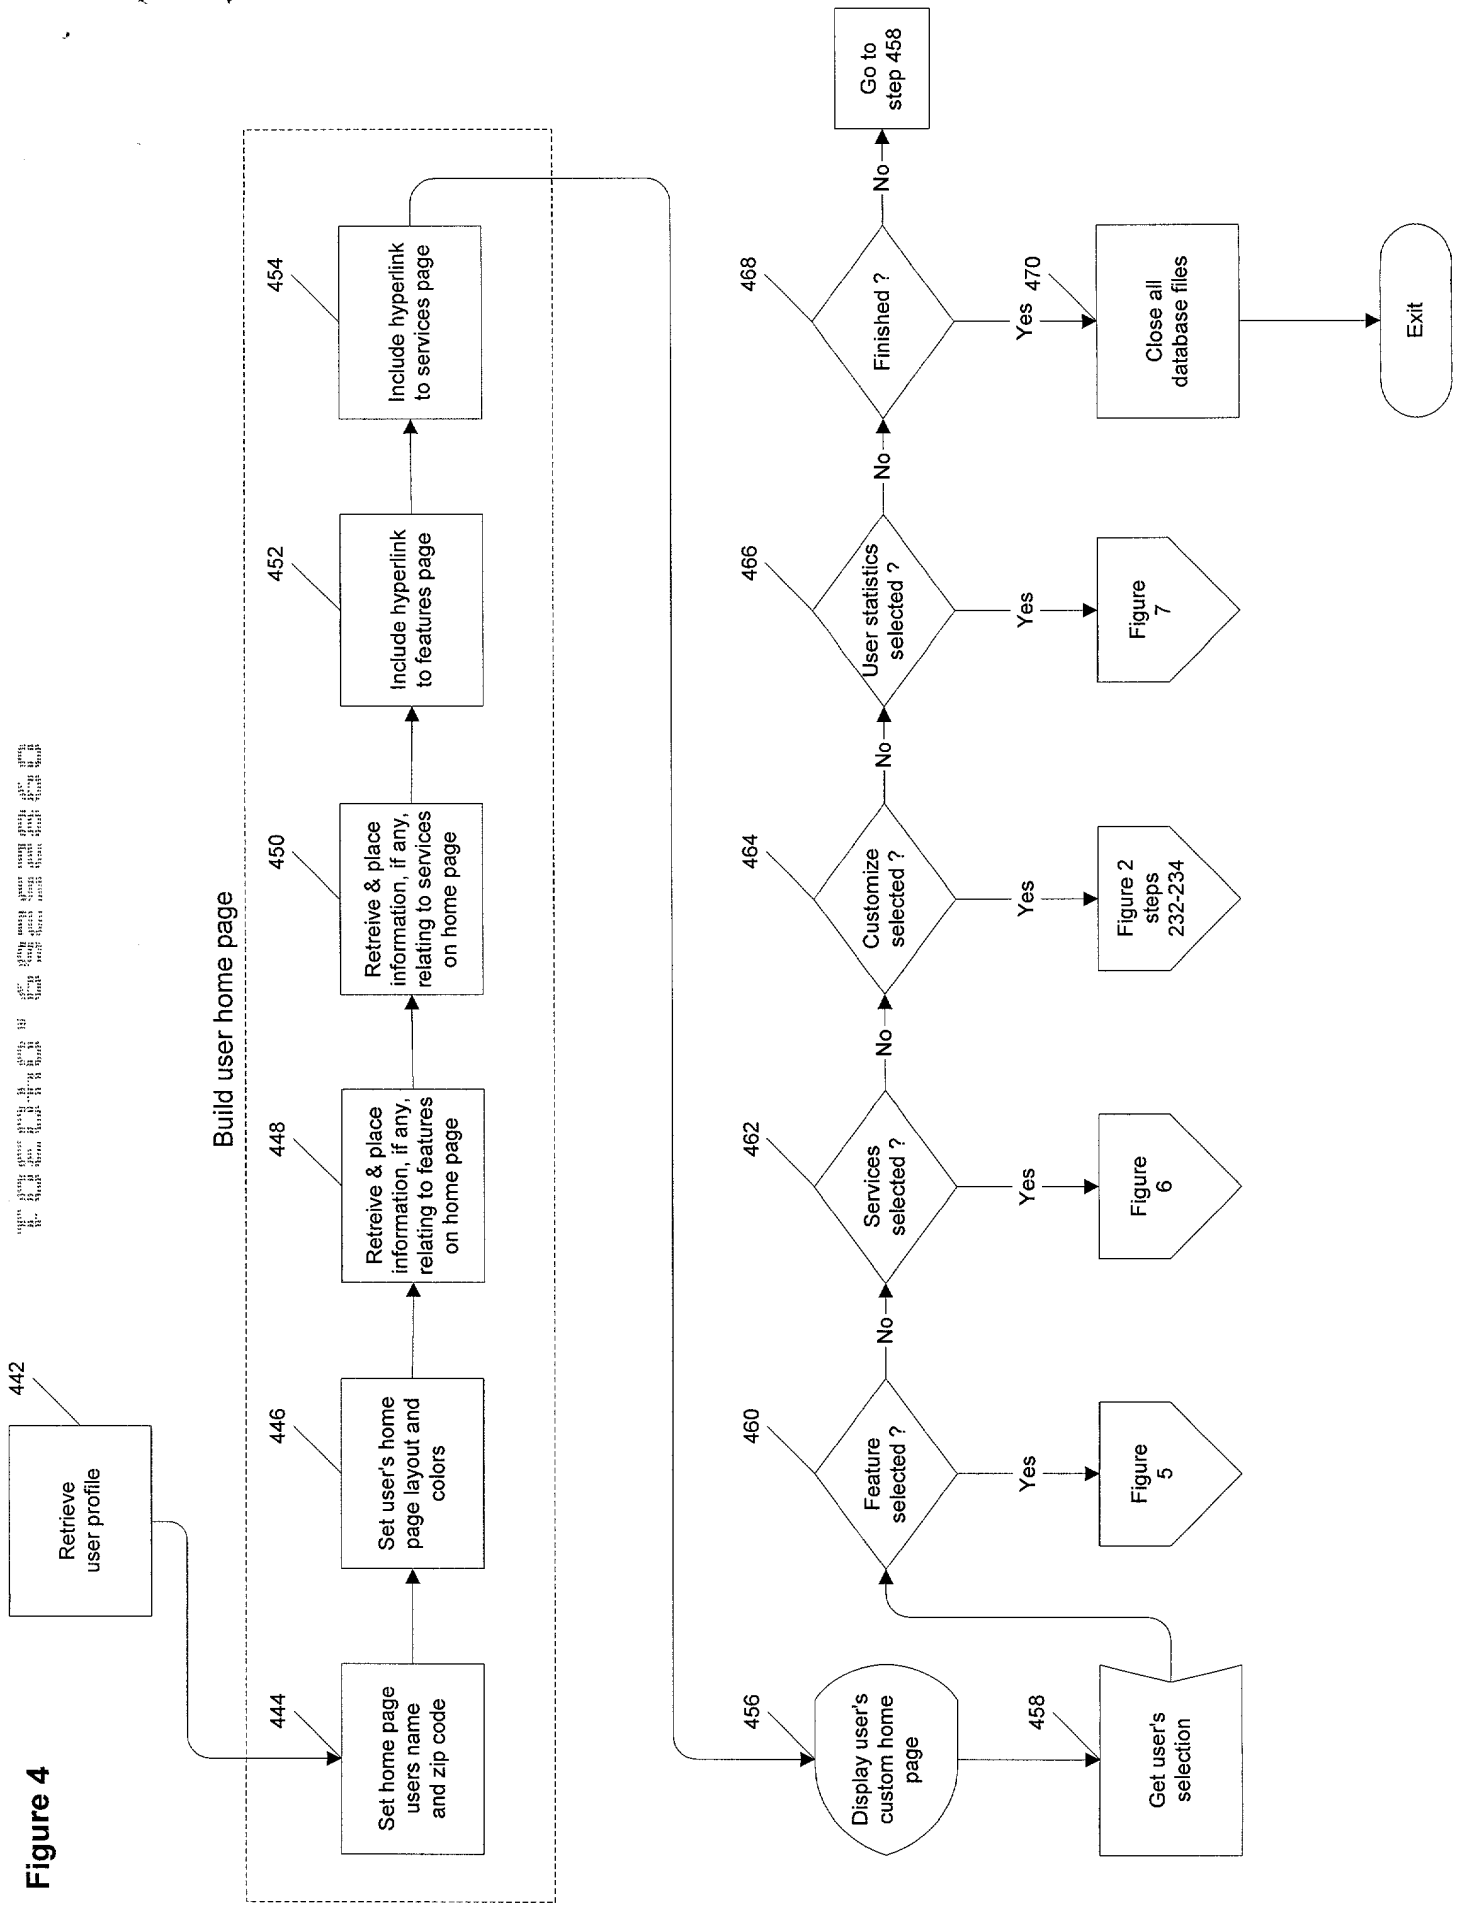 Figure 4
442
Retrieve
user profile
Build user home page
444
Set home page
users name
and zip code
446
Set user's home
page layout and
colors
448
Retreive & place
information, if any,
relating to features
on home page
450
Retreive & place
information, if any,
relating to services
on home page
452
Include hyperlink
to features page
454
Include hyperlink
to services page
456
Display user's
custom home
page
458
Get user's
selection
460
Feature
selected ?
No
Yes
Figure
5
462
Services
selected ?
No
Yes
Figure
6
464
Customize
selected ?
No
Yes
Figure 2
steps
232-234
466
User statistics
selected ?
No
Yes
Figure
7
468
Finished ?
No
Go to
step 458
Yes
470
Close all
database files
Exit